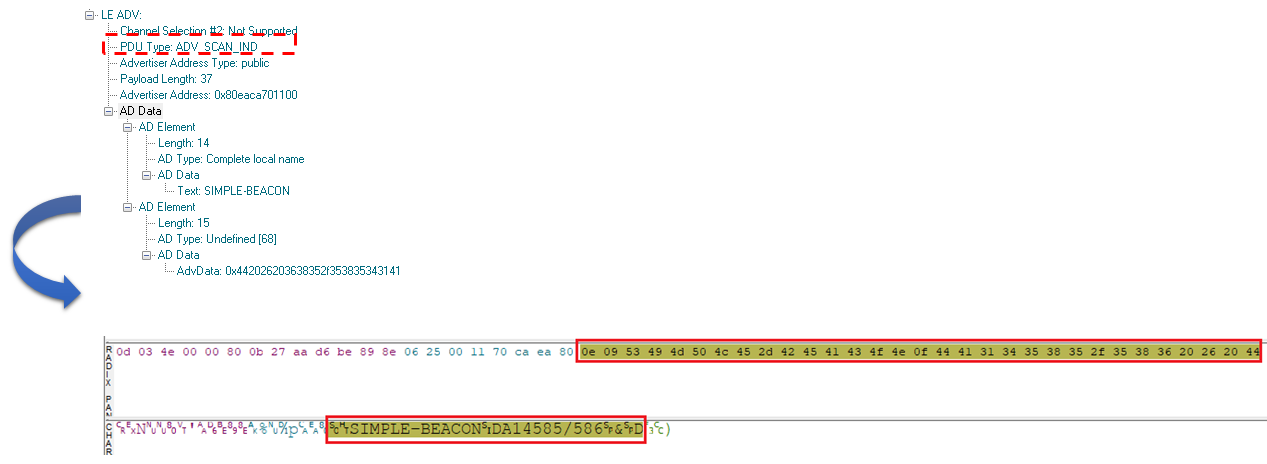 LE ADV:
Channel Selection #2: Not Supported
PDU Type: ADV_SCAN_IND
Advertiser Address Type: public
Payload Length: 37
Advertiser Address: 0x80eaca701100
AD Data
AD Element
Length: 14
AD Type: Complete local name
AD Data
Text: SIMPLE-BEACON
AD Element
Length: 15
AD Type: Undefined [68]
AD Data
AdvData: 0x442026203638352f353835343141
RADIX PA
0d 03 4e 00 00 80 0b 27 aa d6 be 89 8e 06 25 00 11 70 ca ea 80 0e 09 53 49 4d 50 4c 45 2d 42 45 41 43 4f 4e 0f 44 41 31 34 35 38 35 2f 35 38 36 20 26 20 44
CHAR
SIMPLE-BEACON DA14585/586 & D